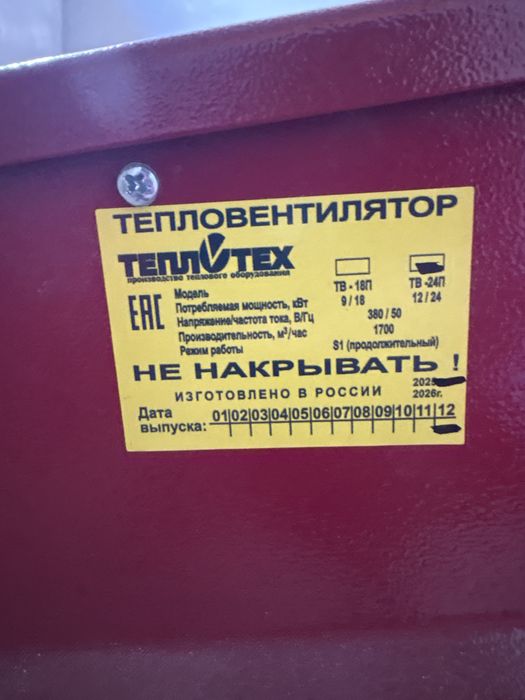 ТЕПЛОВЕНТИЛЯТОР
ТЕПЛОТЕХ
производство теплового оборудования
EAC
Модель ТВ - 18П ТВ -24П
Потребляемая мощность, кВт 9 / 18 12 / 24
Напряжение/частота тока, В/Гц 380 / 50
Производительность, м³/час 1700
Режим работы S1 (продолжительный)
НЕ НАКРЫВАТЬ !
ИЗГОТОВЛЕНО В РОССИИ
2025
2026г.
Дата выпуска: 01 02 03 04 05 06 07 08 09 10 11 12